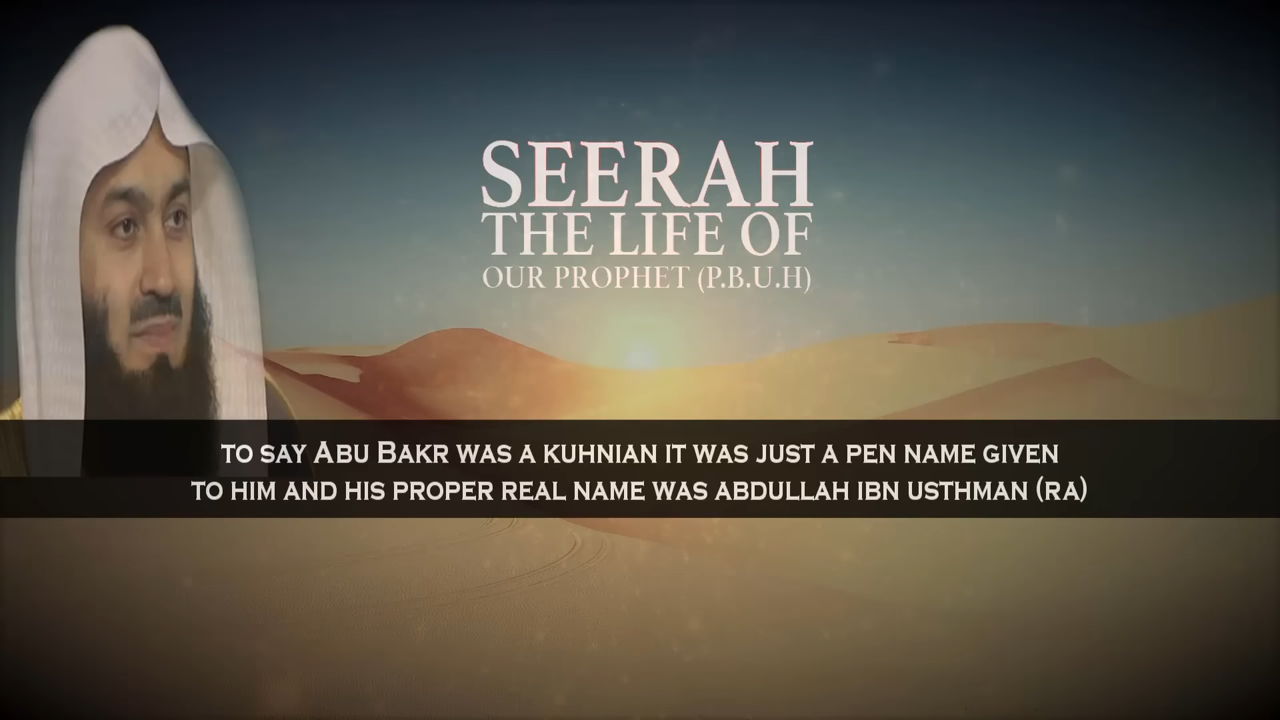 SEERAH
THE LIFE OF
OUR PROPHET (P.B.U.H)
TO SAY ABU BAKR WAS A KUHNIAN IT WAS JUST A PEN NAME GIVEN
TO HIM AND HIS PROPER REAL NAME WAS ABDULLAH IBN USTHMAN (RA)